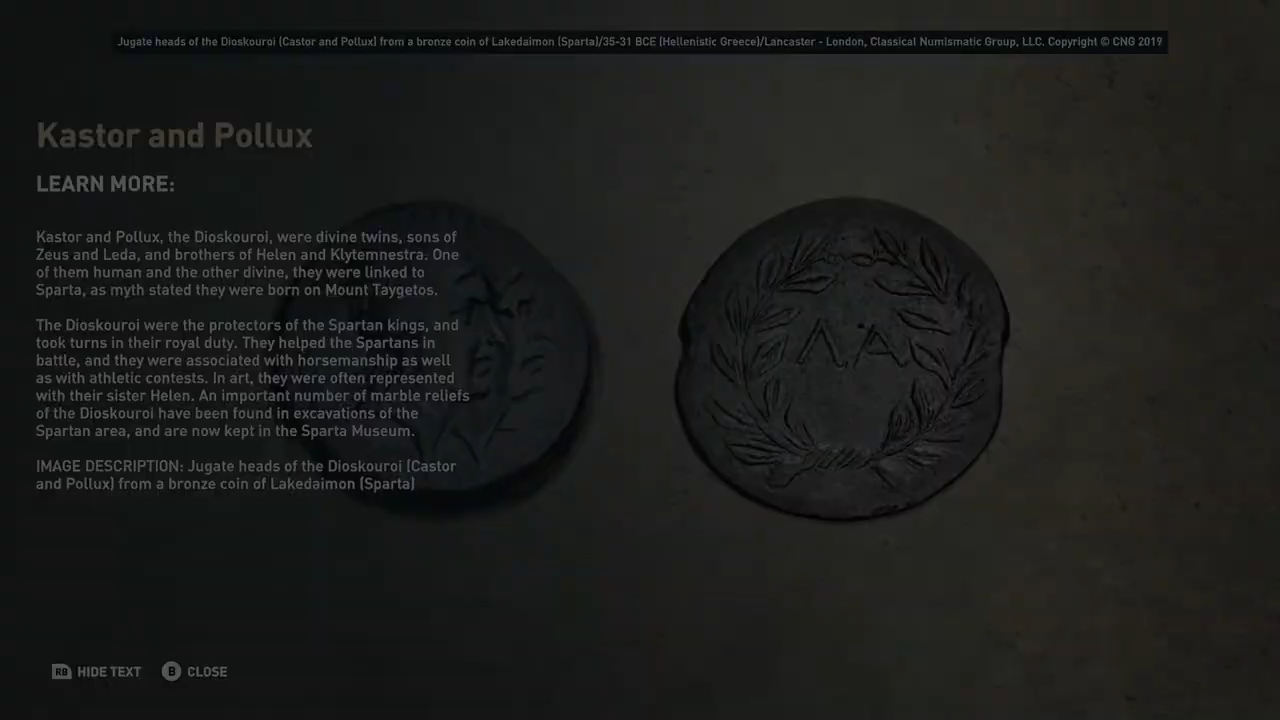 Jugate heads of the Dioskouroi (Castor and Pollux) from a bronze coin of Lakedaimon (Sparta)/35-31 BCE (Hellenistic Greece)/Lancaster - London, Classical Numismatic Group, LLC. Copyright © CNG 2019
Kastor and Pollux
LEARN MORE:
Kastor and Pollux, the Dioskouroi, were divine twins, sons of
Zeus and Leda, and brothers of Helen and Klytemnestra. One
of them human and the other divine, they were linked to
Sparta, as myth stated they were born on Mount Taygetos.
The Dioskouroi were the protectors of the Spartan kings, and
took turns in their royal duty. They helped the Spartans in
battle, and they were associated with horsemanship as well
as with athletic contests. In art, they were often represented
with their sister Helen. An important number of marble reliefs
of the Dioskouroi have been found in excavations of the
Spartan area, and are now kept in the Sparta Museum.
IMAGE DESCRIPTION: Jugate heads of the Dioskouroi (Castor
and Pollux) from a bronze coin of Lakedaimon (Sparta)
ΛΑ
RB HIDE TEXT B CLOSE